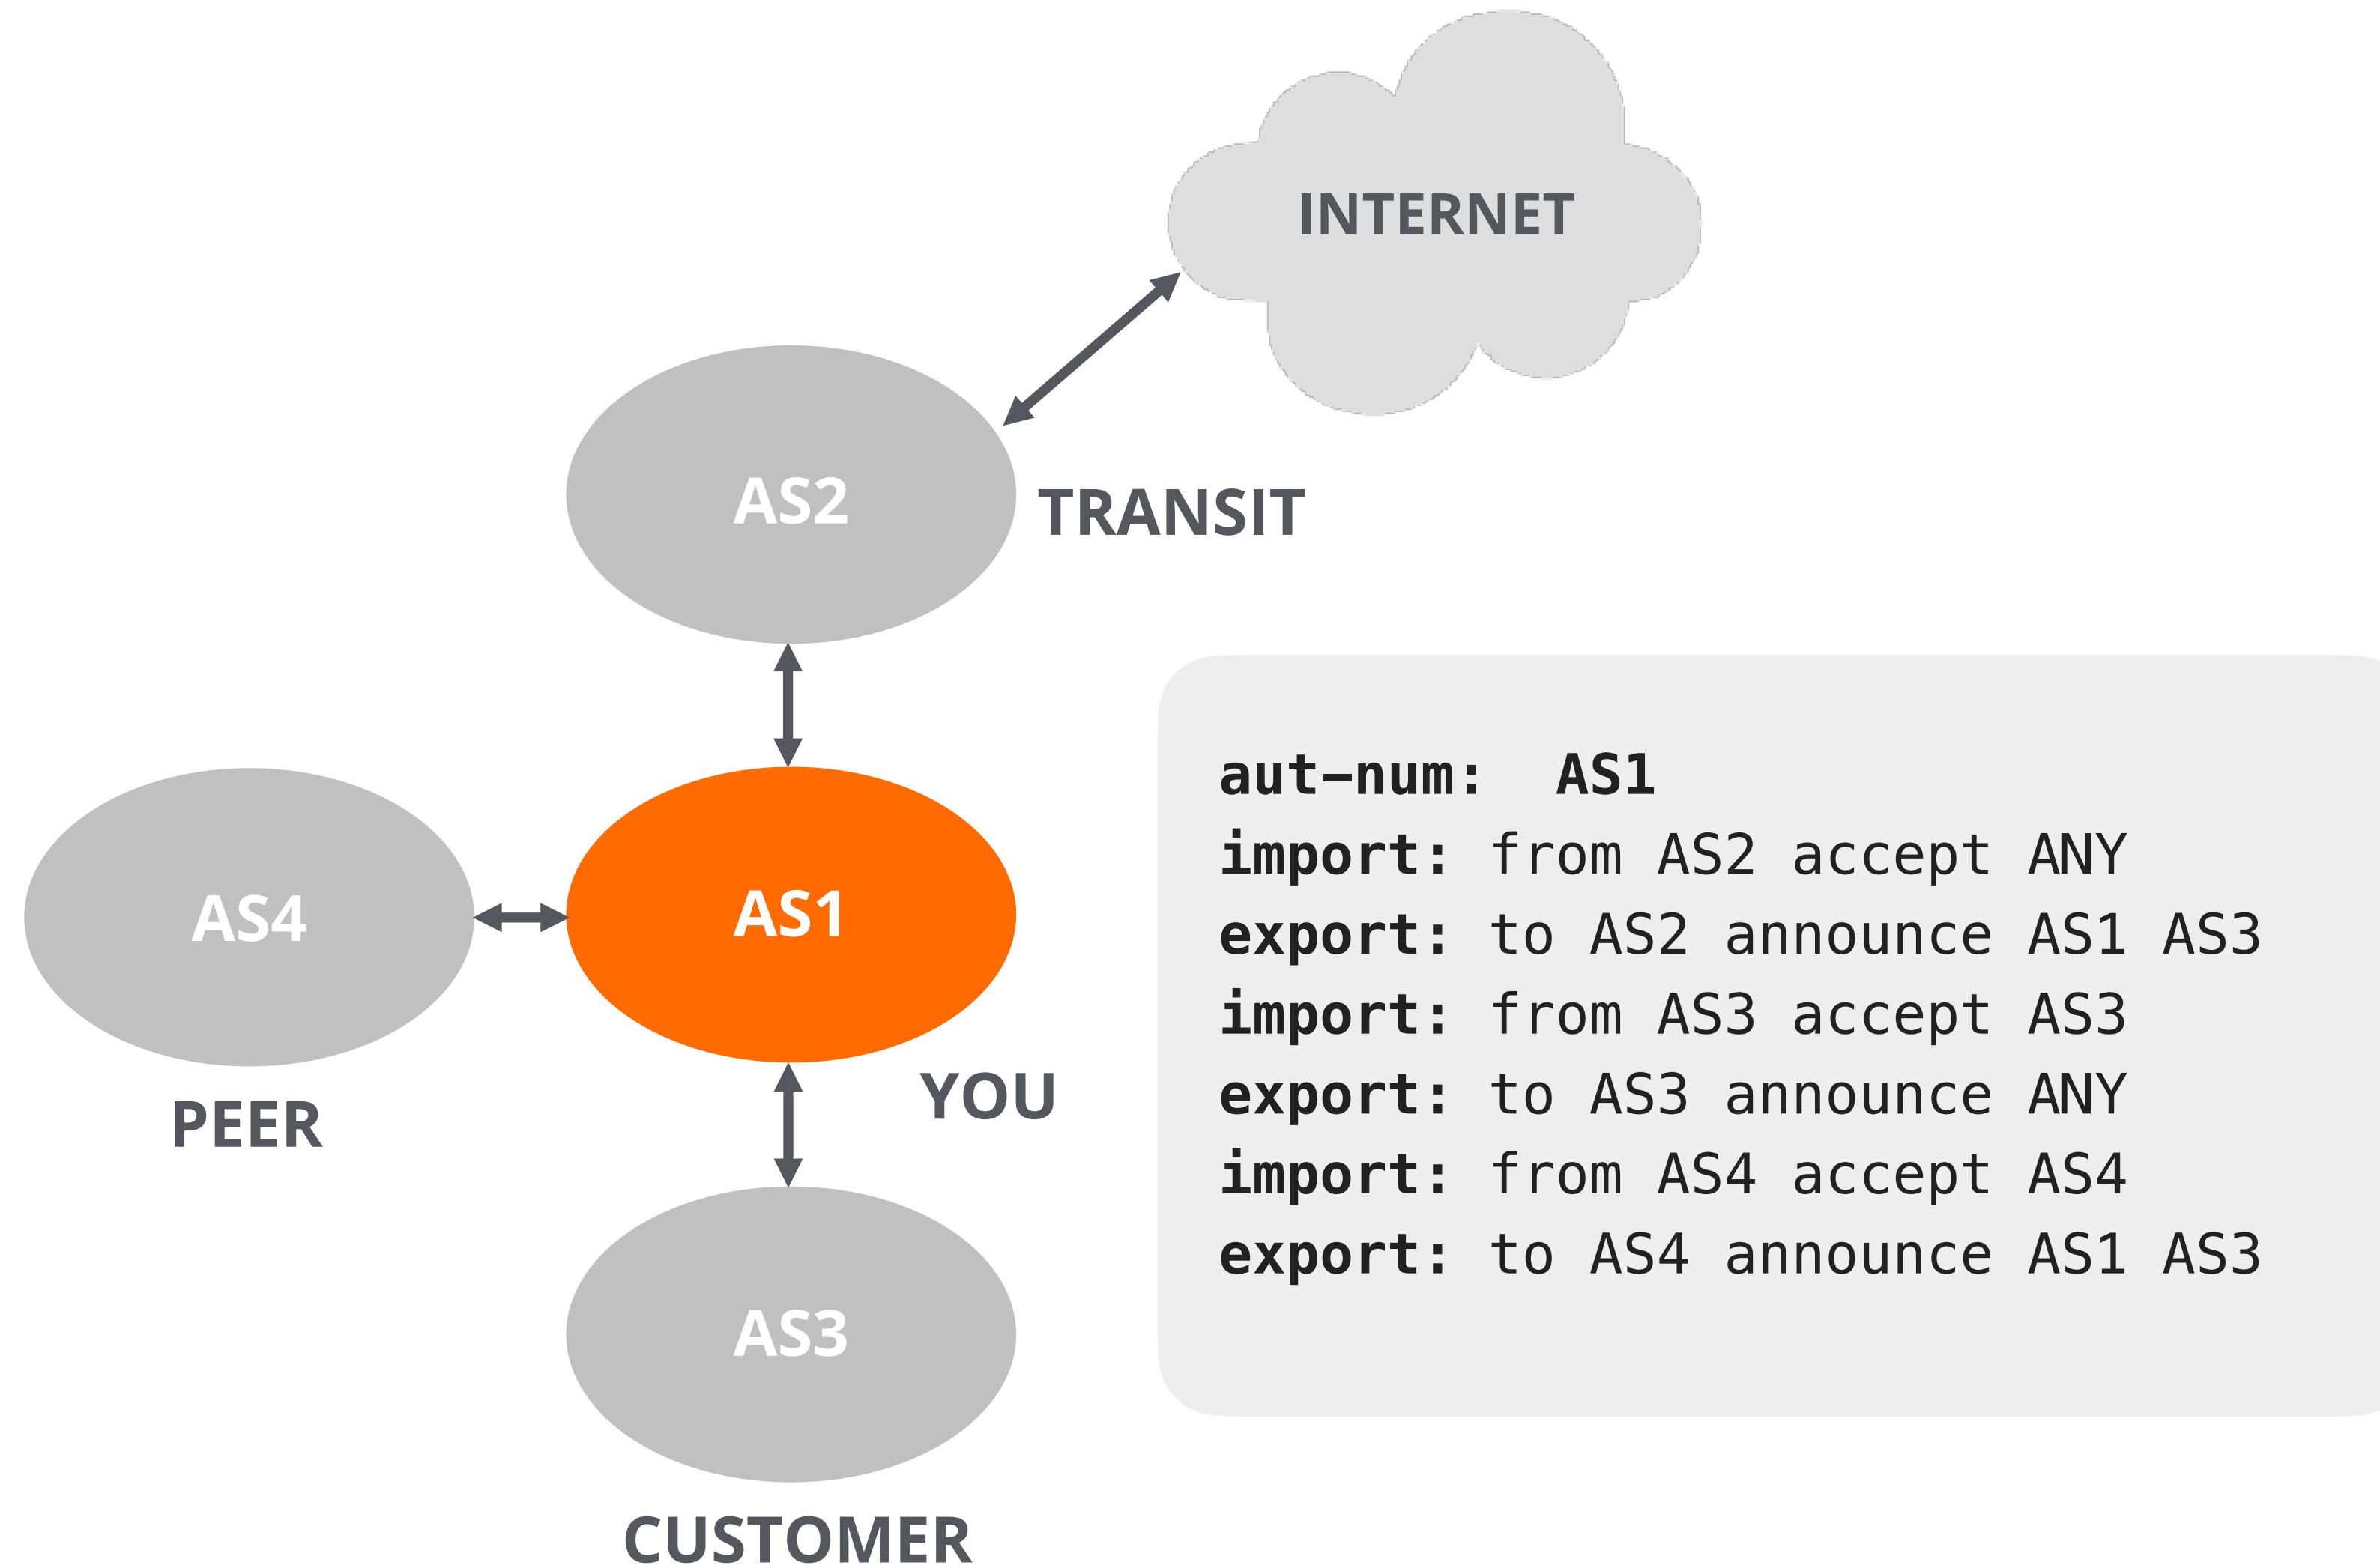 INTERNET
AS2
TRANSIT
AS4
AS1
YOU
PEER
AS3
CUSTOMER
aut-num: AS1
import: from AS2 accept ANY
export: to AS2 announce AS1 AS3
import: from AS3 accept AS3
export: to AS3 announce ANY
import: from AS4 accept AS4
export: to AS4 announce AS1 AS3